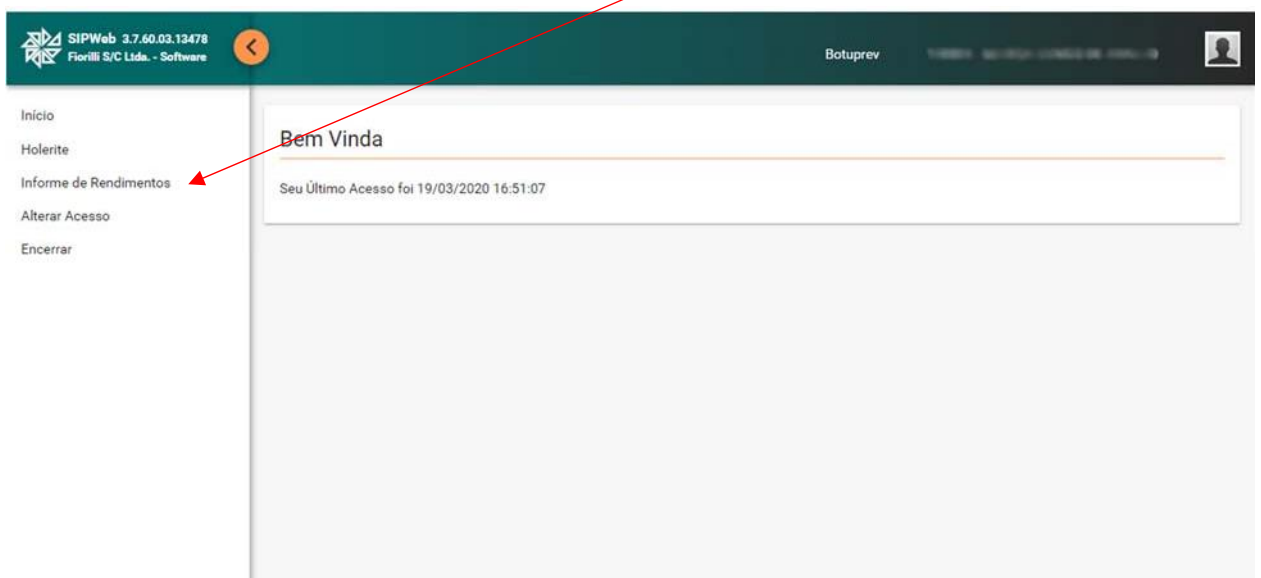 SIPWeb 3.7.60.03.13478
Fiorilli S/C Ltda. - Software
Botuprev
Início
Holerite
Informe de Rendimentos
Alterar Acesso
Encerrar
Bem Vinda
Seu Último Acesso foi 19/03/2020 16:51:07